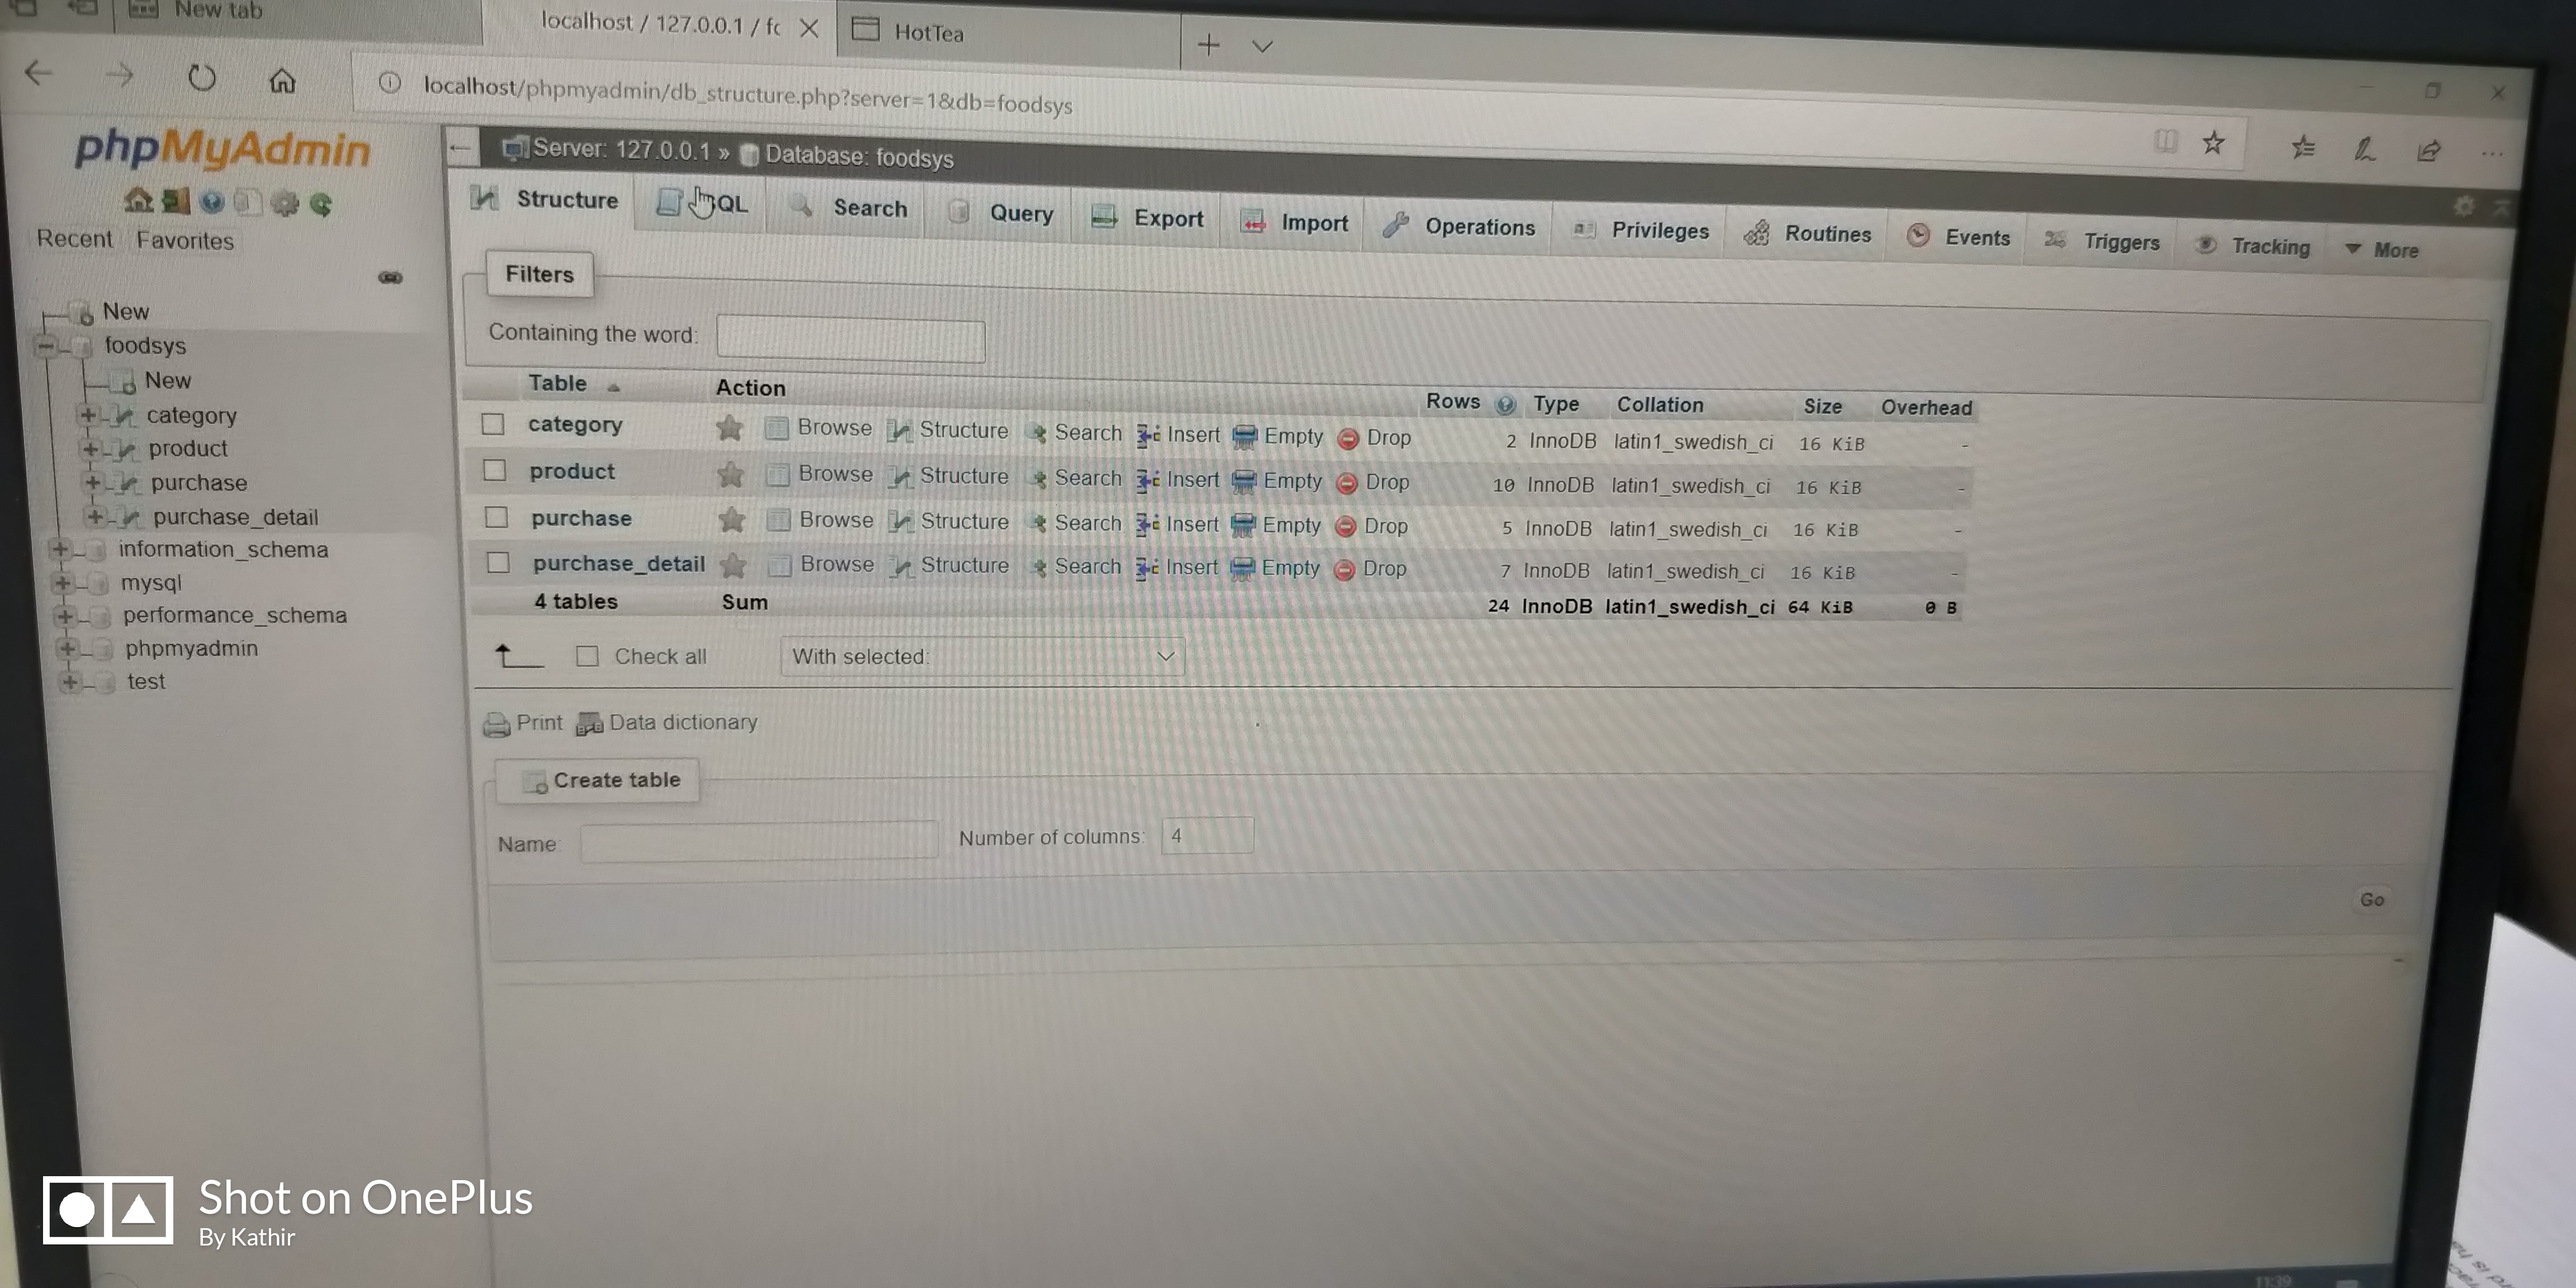 New tab
localhost / 127.0.0.1 / fc
HotTea
localhost/phpmyadmin/db_structure.php?server=1&db=foodsys
phpMyAdmin
Recent Favorites
New
foodsys
New
category
product
purchase
purchase_detail
information_schema
mysql
performance_schema
phpmyadmin
test
Server: 127.0.0.1 » Database: foodsys
Structure QL Search Query Export Import Operations Privileges Routines Events Triggers Tracking More
Filters
Containing the word:
Table Action Rows Type Collation Size Overhead
category Browse Structure Search Insert Empty Drop 2 InnoDB latin1_swedish_ci 16 KiB -
product Browse Structure Search Insert Empty Drop 10 InnoDB latin1_swedish_ci 16 KiB -
purchase Browse Structure Search Insert Empty Drop 5 InnoDB latin1_swedish_ci 16 KiB -
purchase_detail Browse Structure Search Insert Empty Drop 7 InnoDB latin1_swedish_ci 16 KiB -
4 tables Sum 24 InnoDB latin1_swedish_ci 64 KiB 0 B
Check all With selected:
Print Data dictionary
Create table
Name: Number of columns: 4
Go
11:39
Shot on OnePlus
By Kathir